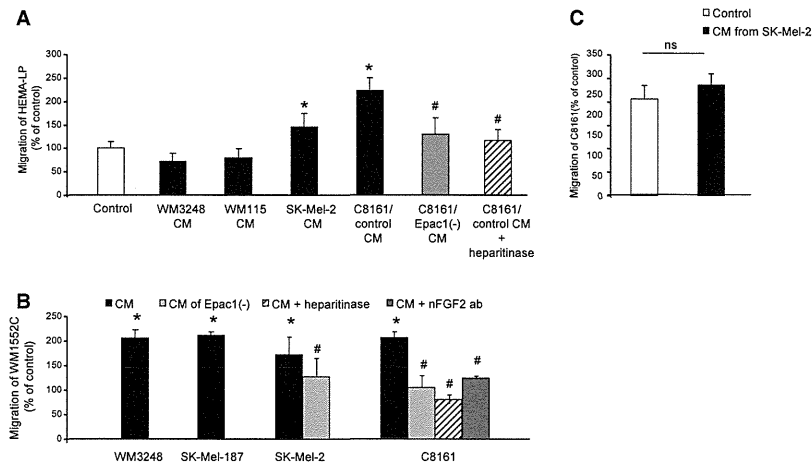 A
Migration of HEMA-LP
(% of control)
300
250
200
150
100
50
0
*
*
#
#
Control
WM3248
CM
WM115
CM
SK-Mel-2
CM
C8161/
control
CM
C8161/
Epac1(-)
CM
C8161/
control CM
+
heparitinase
C
Control
CM from SK-Mel-2
ns
Migration of C8161(% of control)
350
300
250
200
150
100
50
0
B
CM
CM of Epac1(-)
CM + heparitinase
CM + nFGF2 ab
Migration of WM1552C
(% of control)
250
200
150
100
50
0
*
*
*
#
*
#
#
#
WM3248
SK-Mel-187
SK-Mel-2
C8161